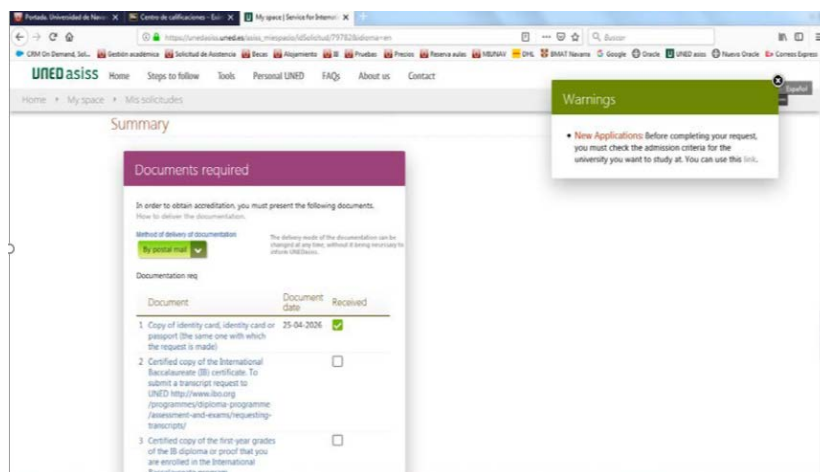 Portada. Universidad de Nava
Centro de calificaciones -
My space | Service for Internati
https://unedasiss.uned.es/asiss_miespacio/idSolicitud/79782&idioma=en
Buscar
CRM On Demand, Sol...
Gestión académica
Solicitud de Asistencia
Becas
Alojamiento
IB
Pruebas
Precios
Reserva aulas
MIUNAV
DHL
BMAT Navarra
Google
Oracle
UNED asiss
Nuevo Oracle
Correos Express
UNEDasiss Home Steps to follow Tools Personal UNED FAQs About us Contact
Español
Home My space Mis solicitudes
Warnings
New Applications: Before completing your request,
you must check the admission criteria for the
university you want to study at. You can use this link.
Summary
Documents required
In order to obtain accreditation, you must present the following documents.
How to deliver the documentation.
Method of delivery of documentation
By postal mail
The delivery mode of the documentation can be
changed at any time, without it being necessary to
inform UNEDasiss.
Documentation req
Document Document date Received
1 Copy of identity card, identity card or 25-04-2026
passport (the same one with which
the request is made)
2 Certified copy of the International
Baccalaureate (IB) certificate. To
submit a transcript request to
UNED http://www.ibo.org
/programmes/diploma-programme
/assessment-and-exams/requesting-
transcripts/
3 Certified copy of the first-year grades
of the IB diploma or proof that you
are enrolled in the International
Baccalaureate program